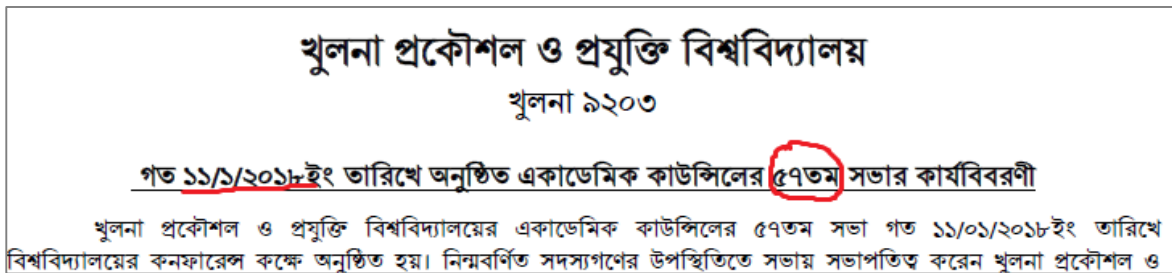 খুলনা প্রকৌশল ও প্রযুক্তি বিশ্ববিদ্যালয়
খুলনা ৯২০৩
গত ১১/১/২০১৮ইং তারিখে অনুষ্ঠিত একাডেমিক কাউন্সিলের ৫৭তম সভার কার্যবিবরণী
খুলনা প্রকৌশল ও প্রযুক্তি বিশ্ববিদ্যালয়ের একাডেমিক কাউন্সিলের ৫৭তম সভা গত ১১/০১/২০১৮ইং তারিখে
বিশ্ববিদ্যালয়ের কনফারেন্স কক্ষে অনুষ্ঠিত হয়। নিম্নবর্ণিত সদস্যগণের উপস্থিতিতে সভায় সভাপতিত্ব করেন খুলনা প্রকৌশল ও